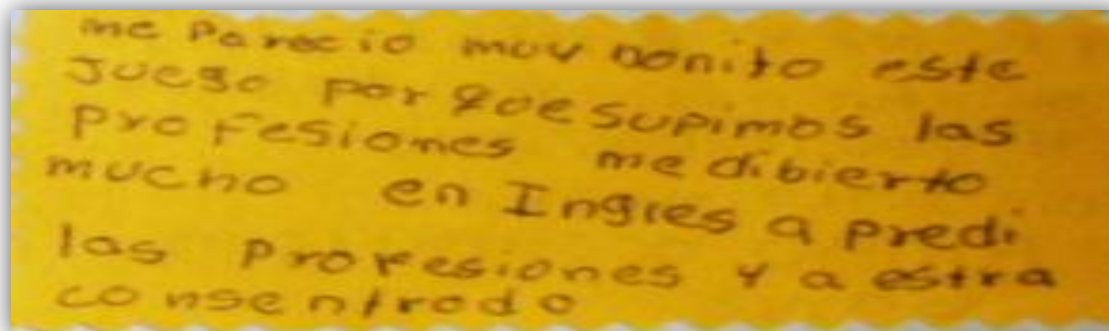 me Parecio muy bonito este
Juego por que supimos las
Profesiones me dibierto
mucho en Ingles a predi
las Profesiones y a estra
consentrado